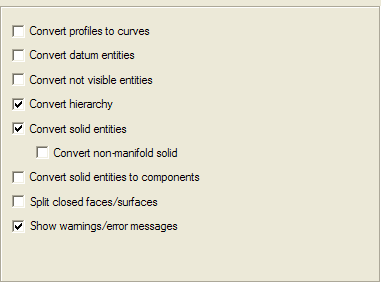 Convert profiles to curves
Convert datum entities
Convert not visible entities
Convert hierarchy
Convert solid entities
Convert non-manifold solid
Convert solid entities to components
Split closed faces/surfaces
Show warnings/error messages